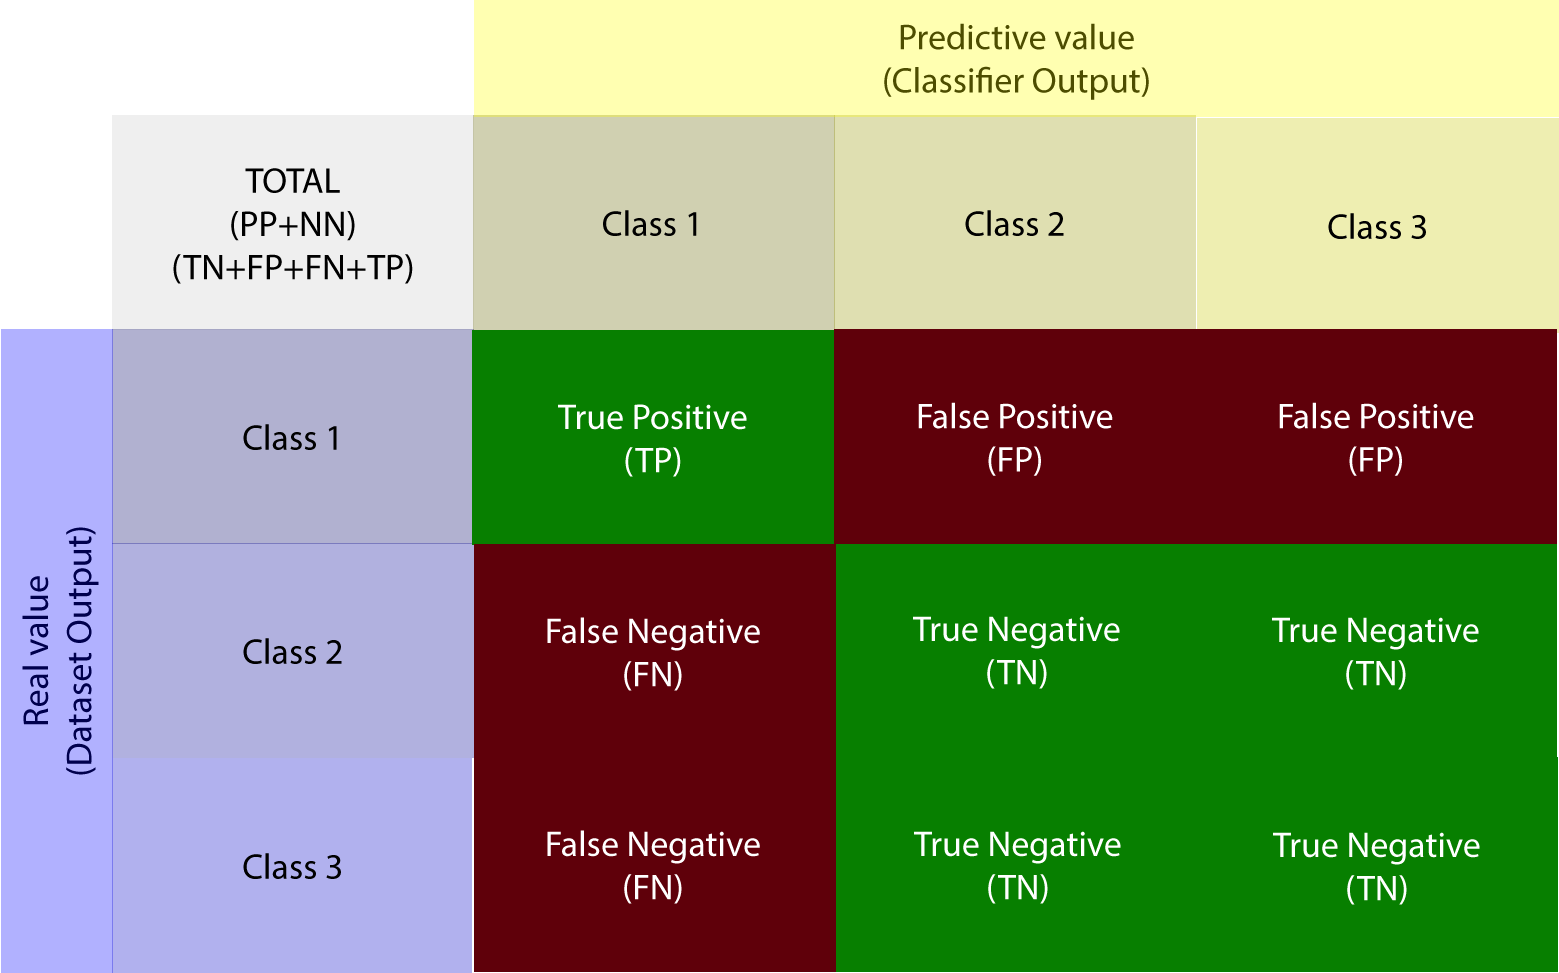 Predictive value
(Classifier Output)
TOTAL
(PP+NN)
(TN+FP+FN+TP)
Class 1
Class 2
Class 3
Real value
(Dataset Output)
Class 1
True Positive
(TP)
False Positive
(FP)
False Positive
(FP)
Class 2
False Negative
(FN)
True Negative
(TN)
True Negative
(TN)
Class 3
False Negative
(FN)
True Negative
(TN)
True Negative
(TN)